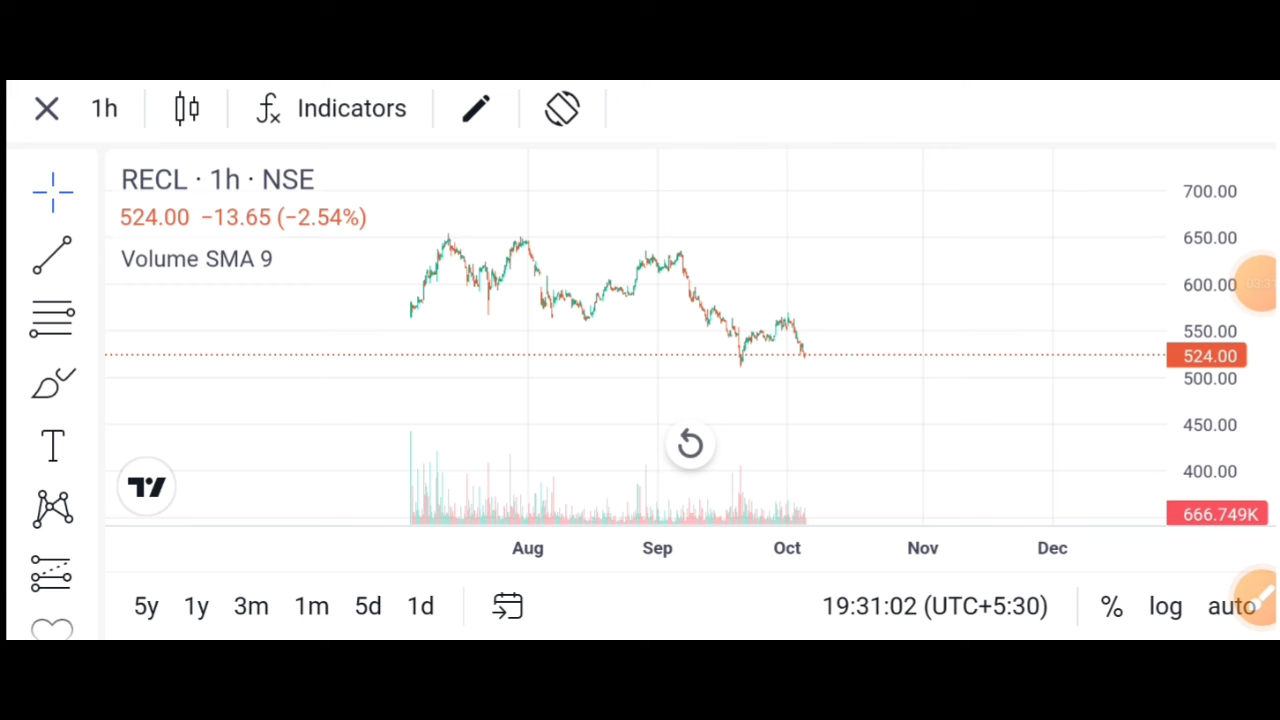 1h
Indicators
RECL · 1h · NSE
524.00 −13.65 (−2.54%)
Volume SMA 9
700.00
650.00
600.00
550.00
524.00
500.00
450.00
400.00
666.749K
Aug Sep Oct Nov Dec
5y 1y 3m 1m 5d 1d
19:31:02 (UTC+5:30)
% log auto